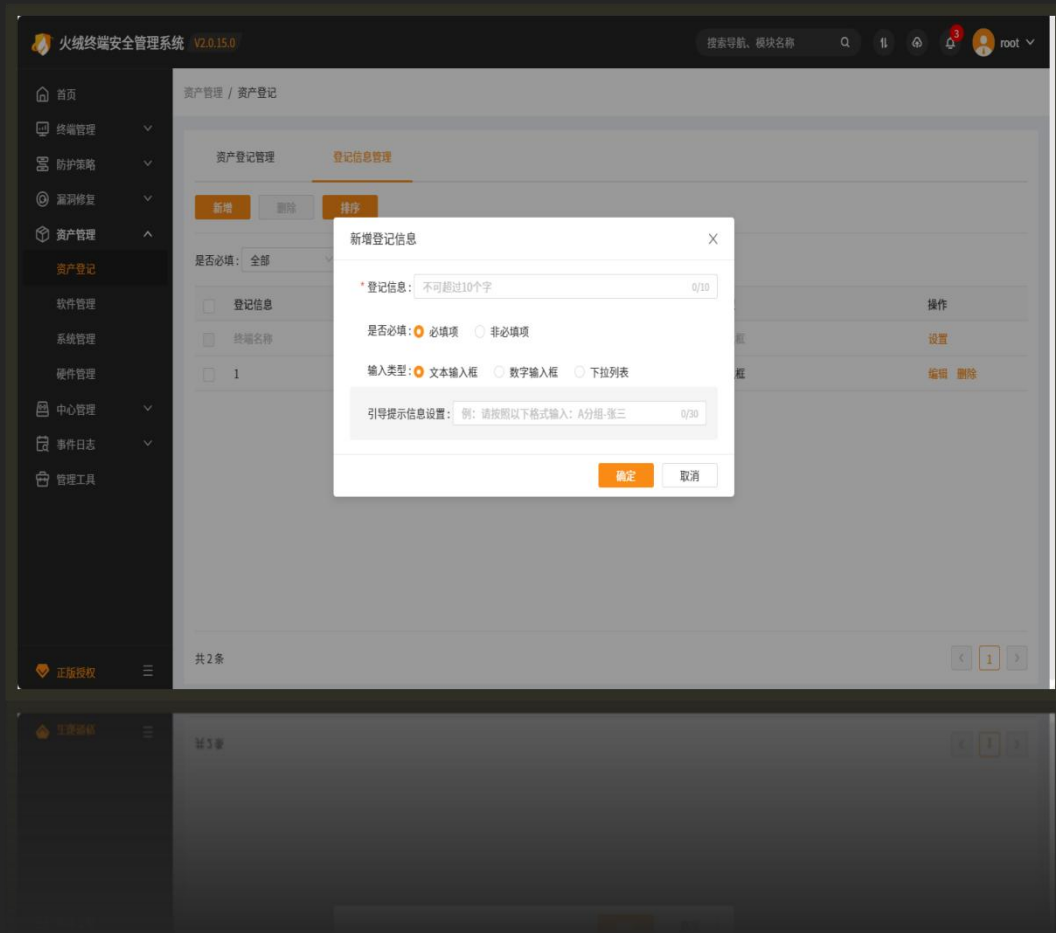 火绒终端安全管理系统 V2.0.15.0
搜索导航、模块名称
3
root
首页
终端管理
防护策略
漏洞修复
资产管理
资产登记
软件管理
系统管理
硬件管理
中心管理
事件日志
管理工具
正版授权
资产管理 / 资产登记
资产登记管理 登记信息管理
新增 删除 排序
是否必填: 全部
登记信息 操作
终端名称 框 设置
1 框 编辑 删除
新增登记信息
* 登记信息: 不可超过10个字 0/10
是否必填: 必填项 非必填项
输入类型: 文本输入框 数字输入框 下拉列表
引导提示信息设置: 例: 请按照以下格式输入: A分组-张三 0/30
确定 取消
共 2 条 1
正版授权
共 2 条 1